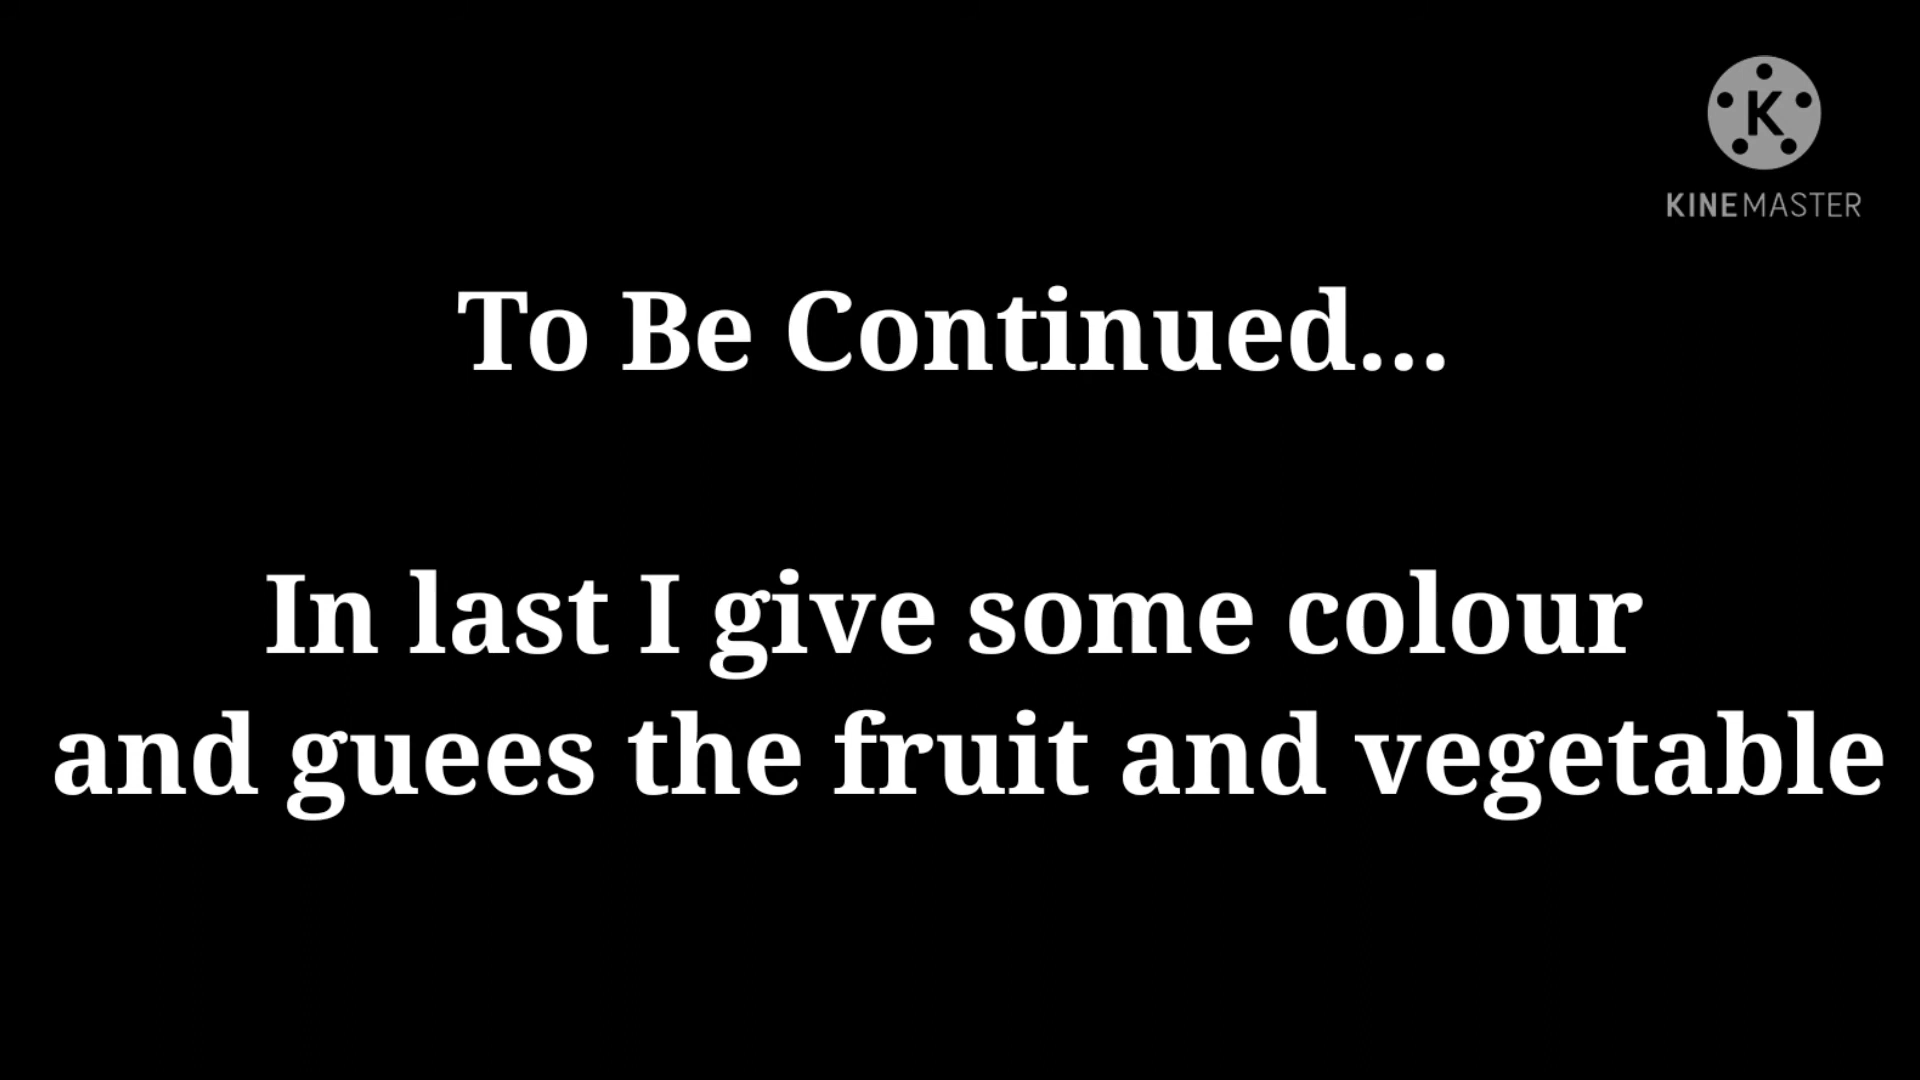 K
KINEMASTER
To Be Continued...
In last I give some colour
and guees the fruit and vegetable